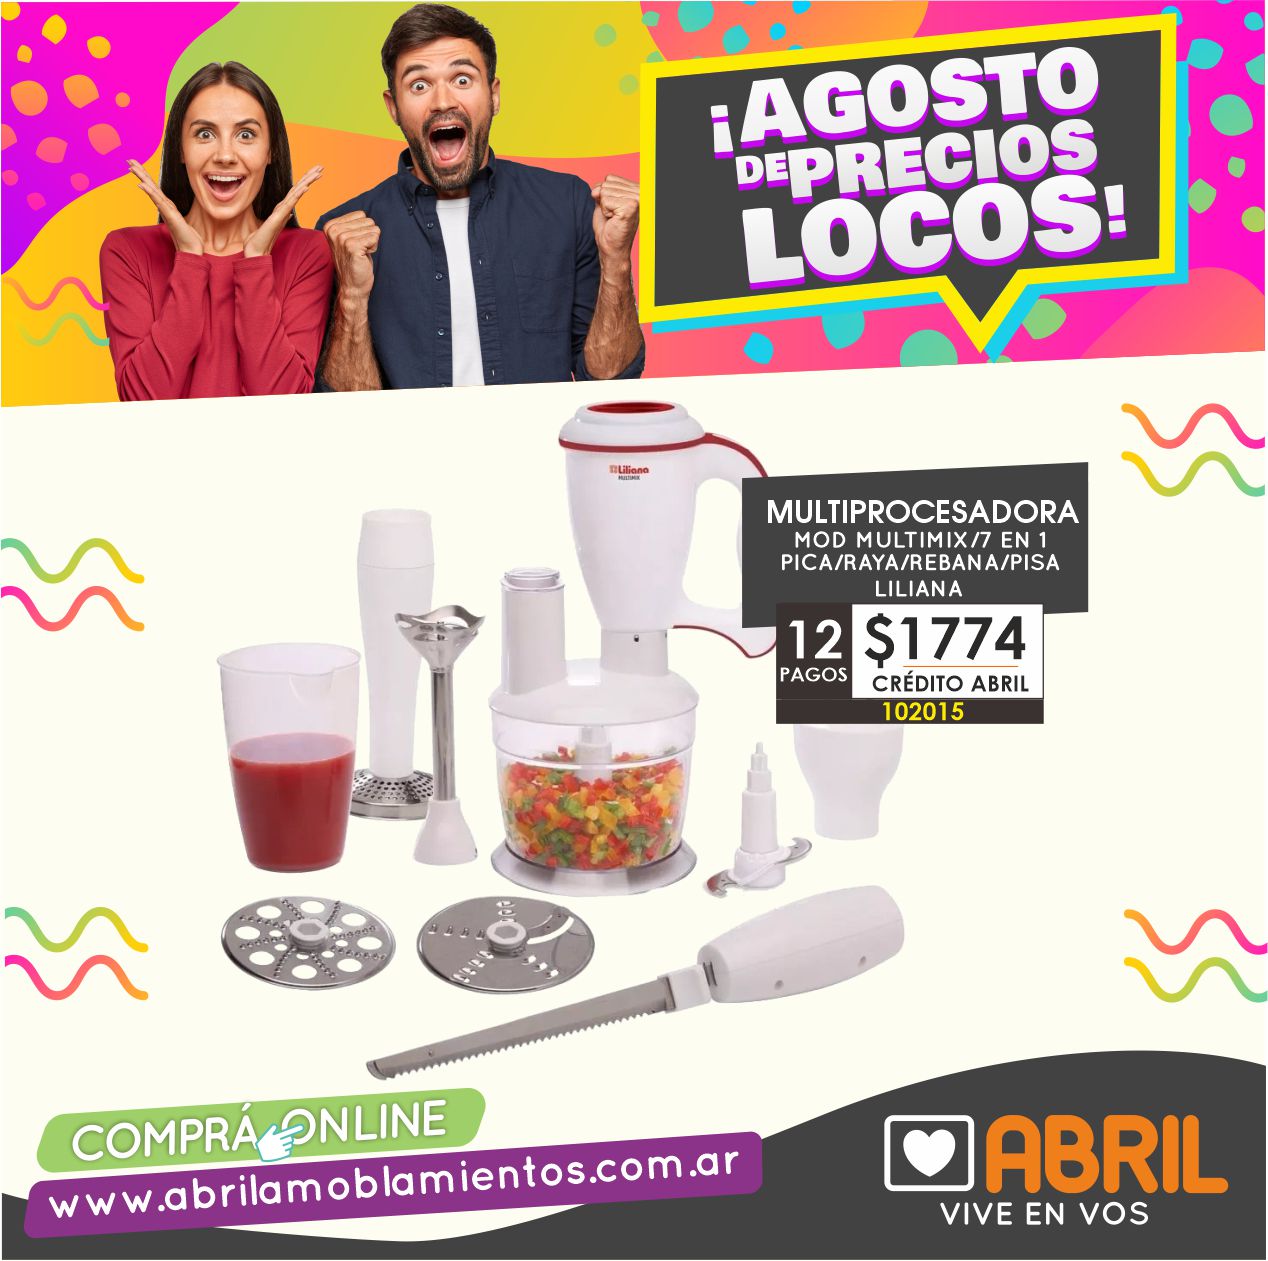 ¡AGOSTO
DE PRECIOS
LOCOS!
Liliana
MULTIMIX
MULTIPROCESADORA
MOD MULTIMIX/7 EN 1
PICA/RAYA/REBANA/PISA
LILIANA
12
PAGOS
$1774
CRÉDITO ABRIL
102015
COMPRÁ ONLINE
www.abrilamoblamientos.com.ar
ABRIL
VIVE EN VOS